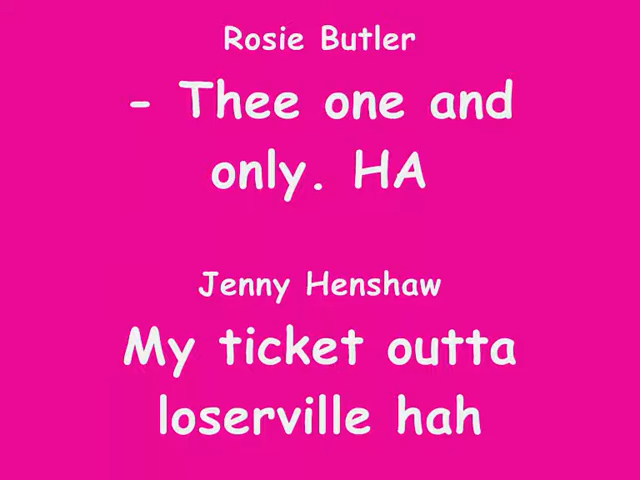 Rosie Butler
- Thee one and
only. HA
Jenny Henshaw
My ticket outta
loserville hah